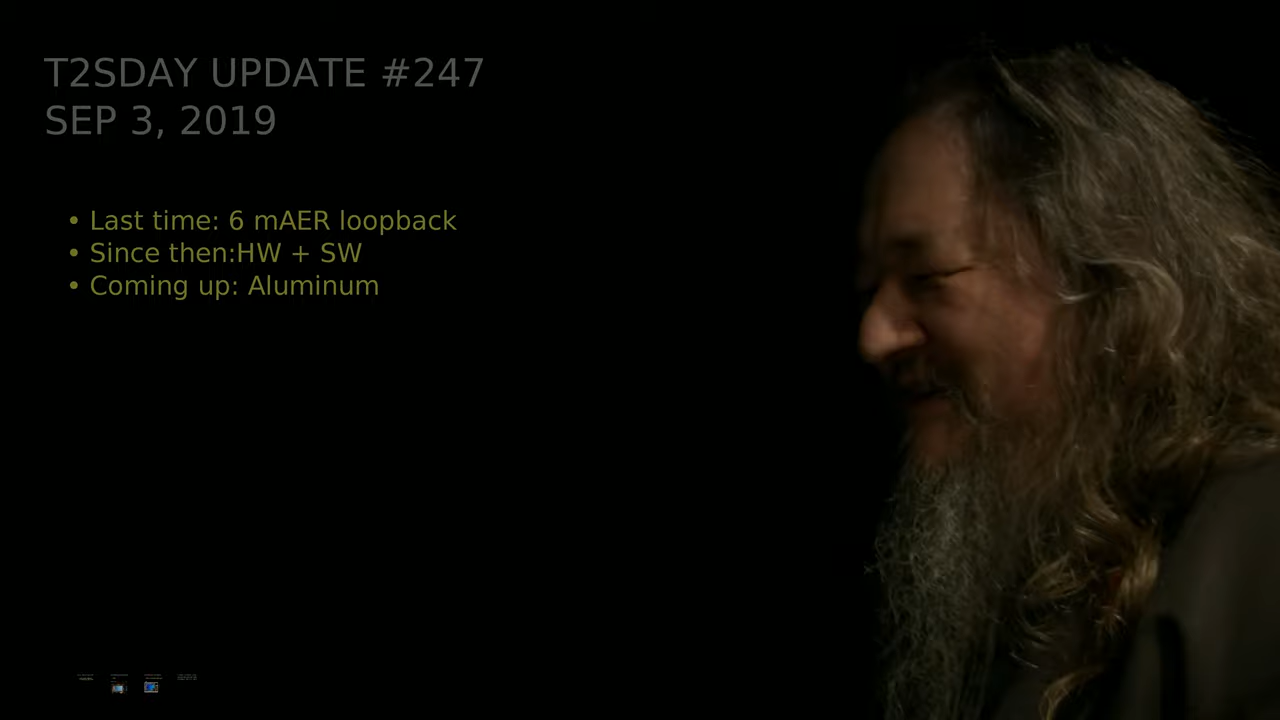 T2SDAY UPDATE #247
SEP 3, 2019
• Last time: 6 mAER loopback
• Since then:HW + SW
• Coming up: Aluminum